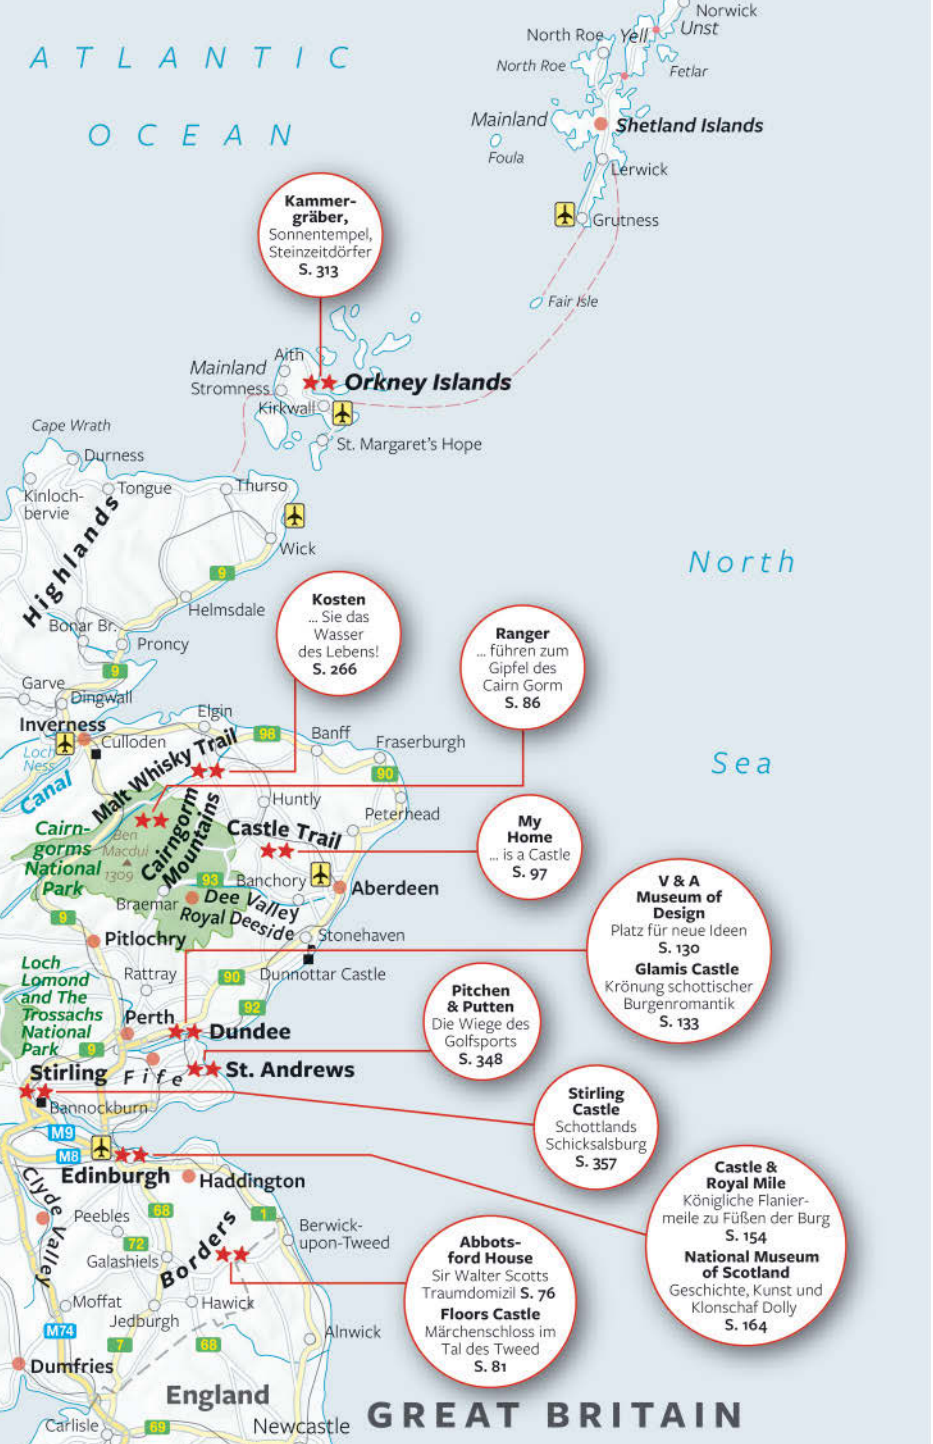 Norwick
North Roe
Yell
Unst
North Roe
Fetlar
ATLANTIC
OCEAN
Mainland
Shetland Islands
Foula
Lerwick
Grutness
Kammer-
gräber,
Sonnentempel,
Steinzeitdörfer
S. 313
Fair Isle
Aith
Mainland
Stromness
Orkney Islands
Kirkwall
St. Margaret's Hope
Cape Wrath
Durness
Kinloch-
bervie
Tongue
Thurso
Wick
Highlands
9
Helmsdale
North
Sea
Bonar Br.
Proncy
9
Kosten
... Sie das
Wasser
des Lebens!
S. 266
Ranger
... führen zum
Gipfel des
Cairn Gorm
S. 86
Garve
Dingwall
Inverness
Culloden
Loch
Ness
Canal
Elgin
98
Banff
Fraserburgh
90
Malt Whisky Trail
Huntly
Peterhead
Cairn-
gorms
National
Park
Ben
Macdui
1309
Cairngorm
Mountains
Castle Trail
My
Home
... is a Castle
S. 97
93
Banchory
Aberdeen
Braemar
Dee Valley
Royal Deeside
9
Pitlochry
Stonehaven
Dunnottar Castle
V & A
Museum of
Design
Platz für neue Ideen
S. 130
Glamis Castle
Krönung schottischer
Burgenromantik
S. 133
Loch
Lomond
and The
Trossachs
National
Park
Rattray
90
92
Perth
Dundee
9
Pitchen
& Putten
Die Wiege des
Golfsports
S. 348
Stirling
Fife
St. Andrews
Bannockburn
Stirling
Castle
Schottlands
Schicksalsburg
S. 357
M9
M8
Edinburgh
Haddington
Castle &
Royal Mile
Königliche Flanier-
meile zu Füßen der Burg
S. 154
National Museum
of Scotland
Geschichte, Kunst und
Klonschaf Dolly
S. 164
Clyde Valley
Peebles
68
1
72
Galashiels
Borders
Berwick-
upon-Tweed
Abbots-
ford House
Sir Walter Scotts
Traumdomizil S. 76
Floors Castle
Märchenschloss im
Tal des Tweed
S. 81
Moffat
Jedburgh
Hawick
M74
7
68
Alnwick
Dumfries
England
Carlisle
69
Newcastle
GREAT BRITAIN